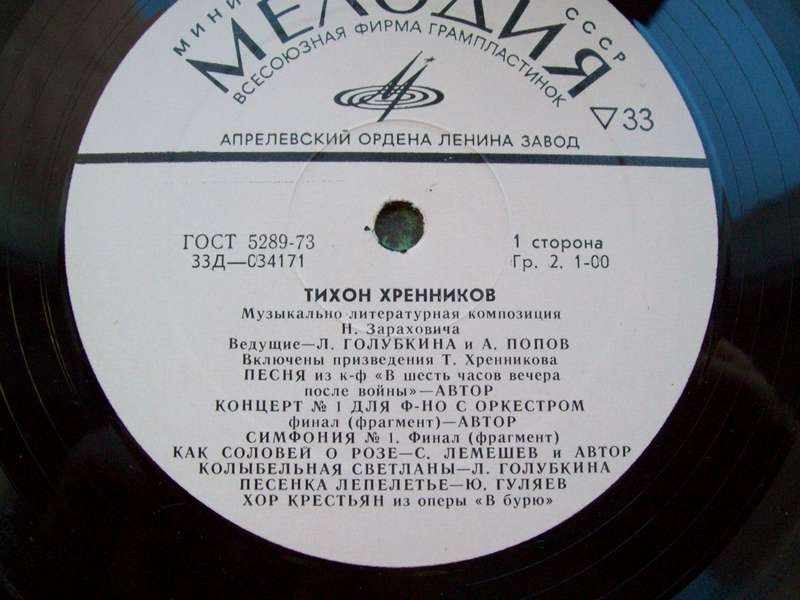 МИНИ
СССР
МЕЛОДИЯ
ВСЕСОЮЗНАЯ ФИРМА ГРАМПЛАСТИНОК
33
АПРЕЛЕВСКИЙ ОРДЕНА ЛЕНИНА ЗАВОД
ГОСТ 5289-73
1 сторона
33Д—034171
Гр. 2. 1-00
ТИХОН ХРЕННИКОВ
Музыкально литературная композиция
Н. Зараховича
Ведущие—Л. ГОЛУБКИНА и А. ПОПОВ
Включены призведения Т. Хренникова
ПЕСНЯ из к-ф «В шесть часов вечера
после войны»—АВТОР
КОНЦЕРТ № 1 ДЛЯ Ф-НО С ОРКЕСТРОМ
финал (фрагмент)—АВТОР
СИМФОНИЯ № 1. Финал (фрагмент)
КАК СОЛОВЕЙ О РОЗЕ—С. ЛЕМЕШЕВ и АВТОР
КОЛЫБЕЛЬНАЯ СВЕТЛАНЫ—Л. ГОЛУБКИНА
ПЕСЕНКА ЛЕПЕЛЕТЬЕ—Ю. ГУЛЯЕВ
ХОР КРЕСТЬЯН из оперы «В бурю»